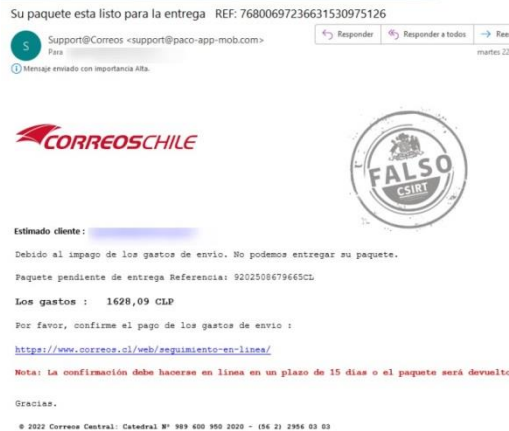 Su paquete esta listo para la entrega REF: 76800697236631530975126
S
Support@Correos <support@paco-app-mob.com>
Responder
Responder a todos
Ree
Para
martes 22
Mensaje enviado con importancia Alta.
CORREOSCHILE
FALSO
CSIRT
Estimado cliente :
Debido al impago de los gastos de envío. No podemos entregar su paquete.
Paquete pendiente de entrega Referencia: 9202508679665CL
Los gastos : 1628,09 CLP
Por favor, confirme el pago de los gastos de envio :
https://www.correos.cl/web/seguimiento-en-linea/
Nota: La confirmación debe hacerse en línea en un plazo de 15 dias o el paquete será devuelto
Gracias.
© 2022 Correos Central: Catedral N° 989 600 950 2020 - (56 2) 2956 03 03